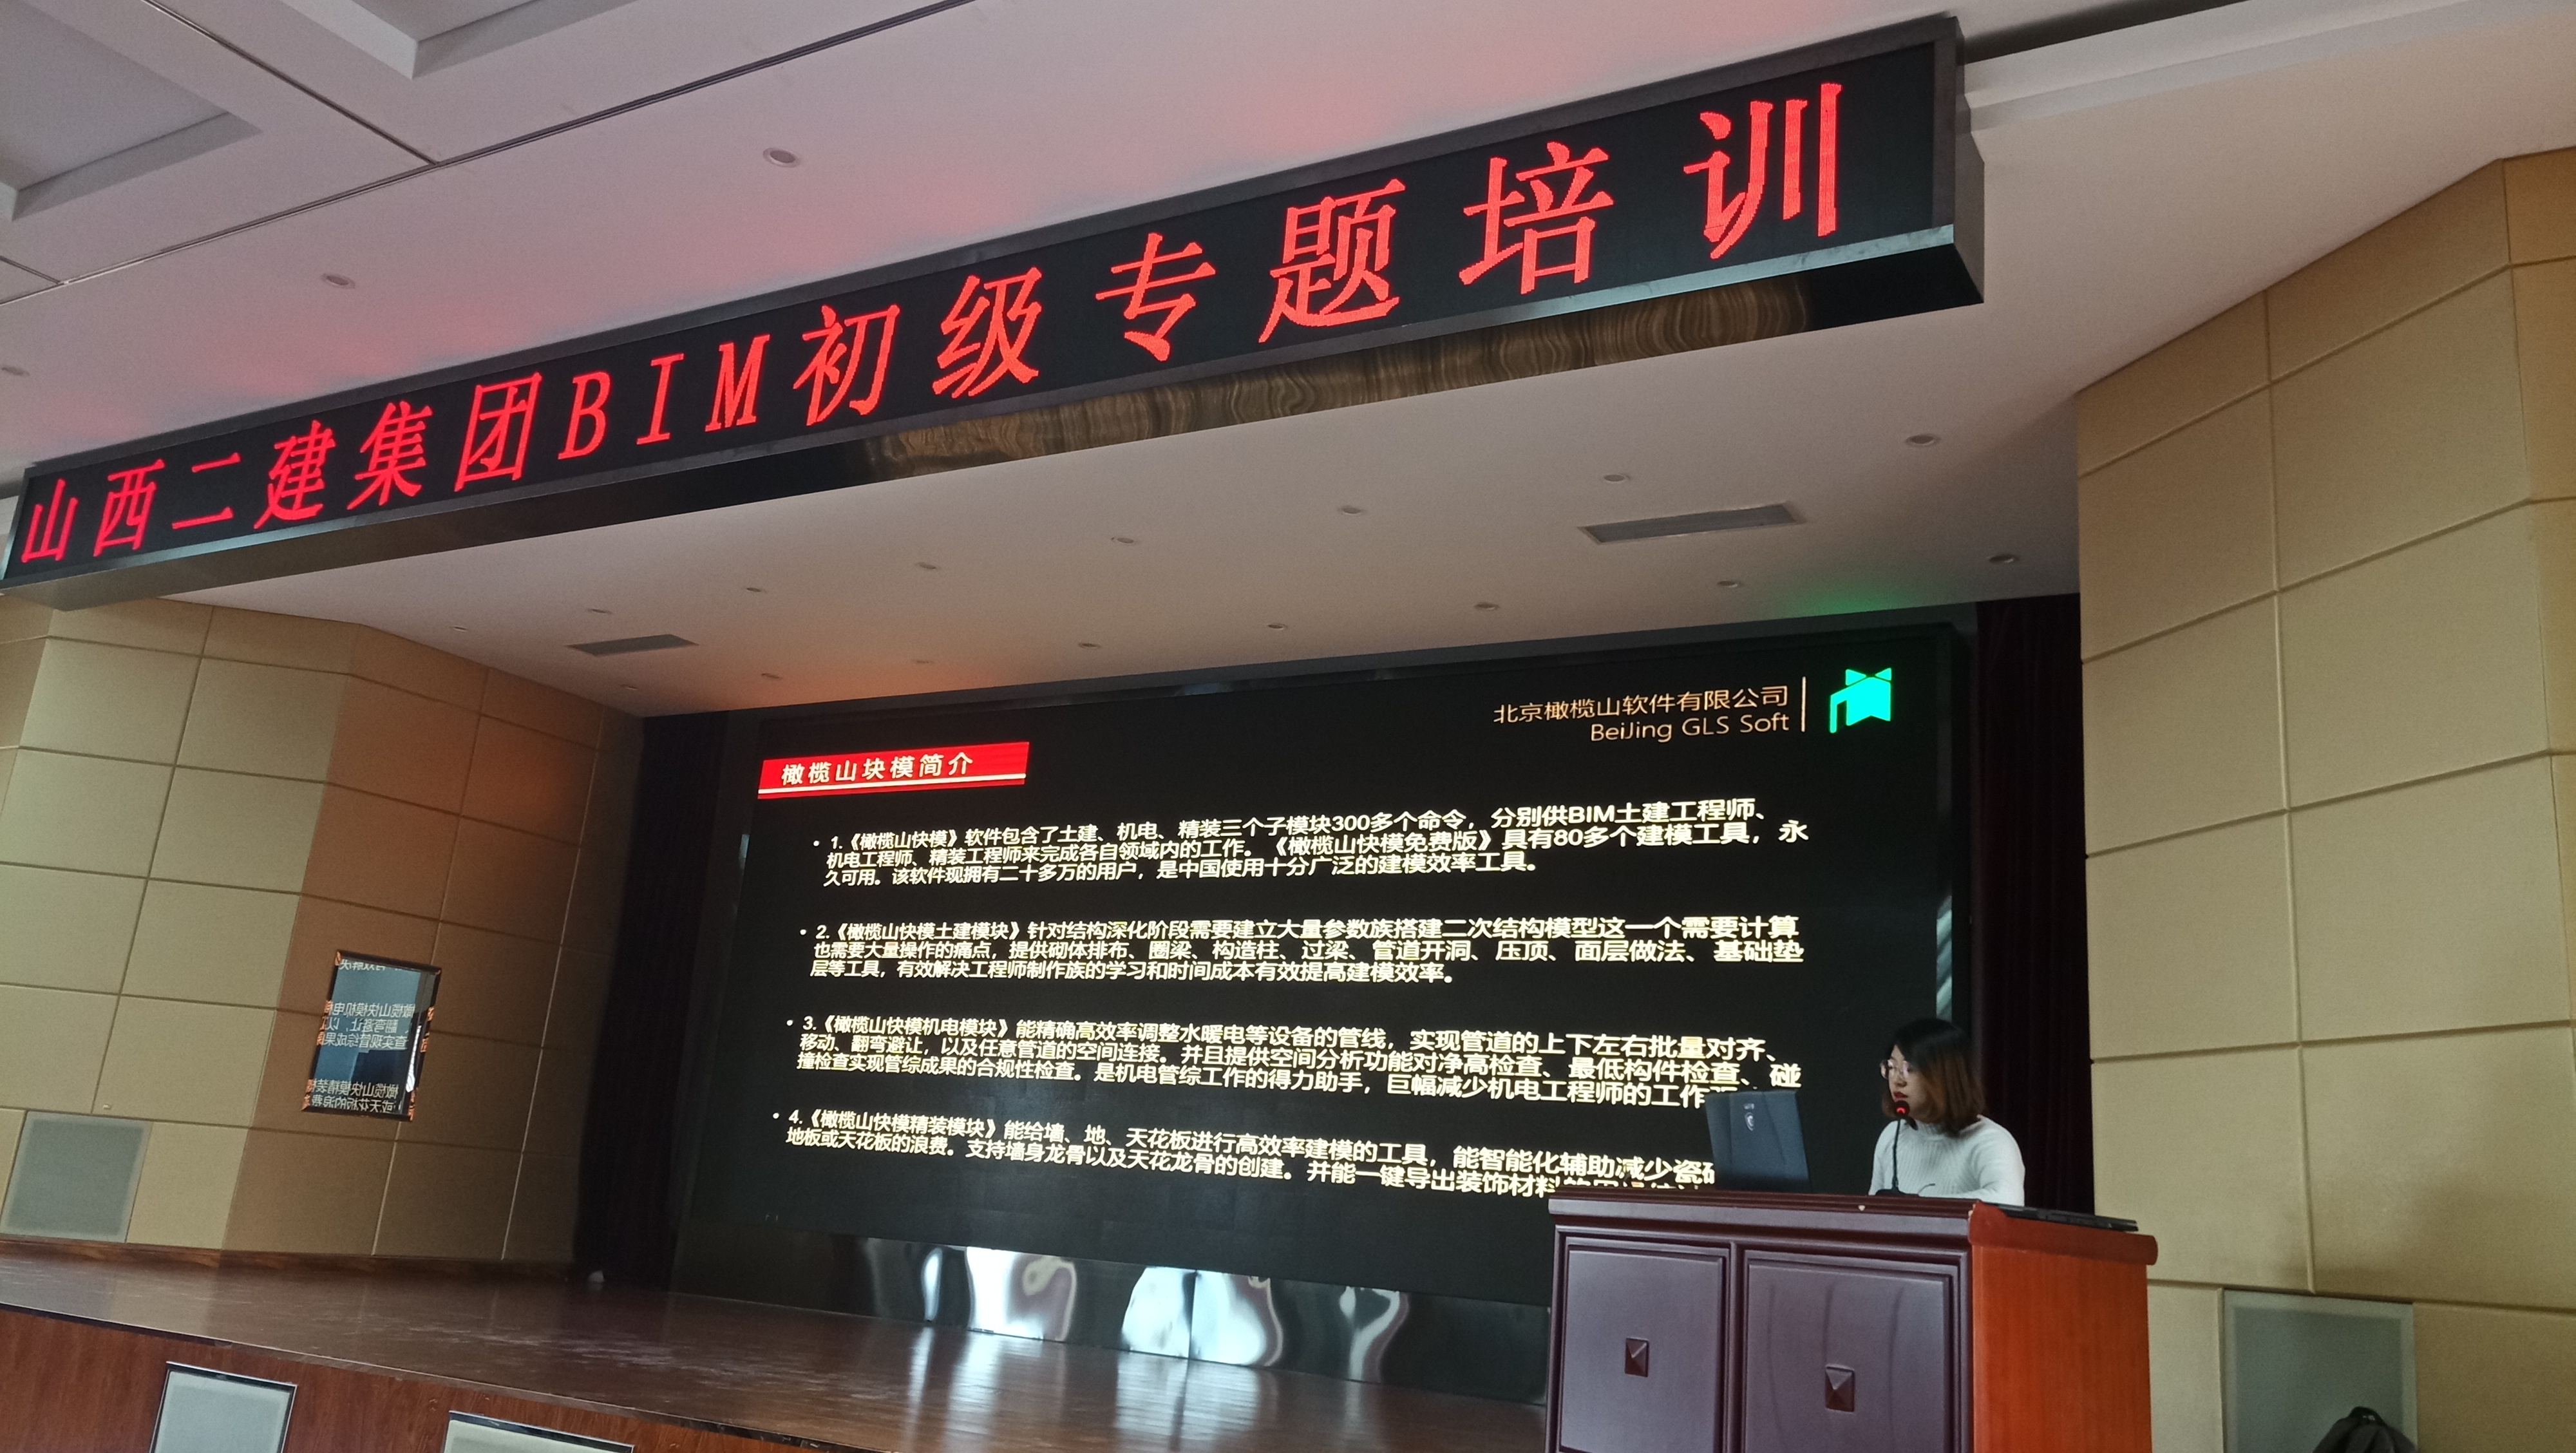 山西二建集团BIM初级专题培训
北京橄榄山软件有限公司
BeiJing GLS Soft
橄榄山块模简介
• 1.《橄榄山快模》软件包含了土建、机电、精装三个子模块300多个命令，分别供BIM土建工程师、
机电工程师、精装工程师来完成各自领域内的工作。《橄榄山快模免费版》具有80多个建模工具，永
久可用。该软件现拥有二十多万的用户，是中国使用十分广泛的建模效率工具。
• 2.《橄榄山快模土建模块》针对结构深化阶段需要建立大量参数族搭建二次结构模型这一个需要计算
也需要大量操作的痛点，提供砌体排布、圈梁、构造柱、过梁、管道开洞、压顶、面层做法、基础垫
层等工具，有效解决工程师制作族的学习和时间成本有效提高建模效率。
• 3.《橄榄山快模机电模块》能精确高效率调整水暖电等设备的管线，实现管道的上下左右批量对齐、
移动、翻弯避让，以及任意管道的空间连接。并且提供空间分析功能对净高检查、最低构件检查、碰
撞检查实现管综成果的合规性检查。是机电管综工作的得力助手，巨幅减少机电工程师的工作
• 4.《橄榄山快模精装模块》能给墙、地、天花板进行高效率建模的工具，能智能化辅助减少瓷
地板或天花板的浪费。支持墙身龙骨以及天花龙骨的创建。并能一键导出装饰材料